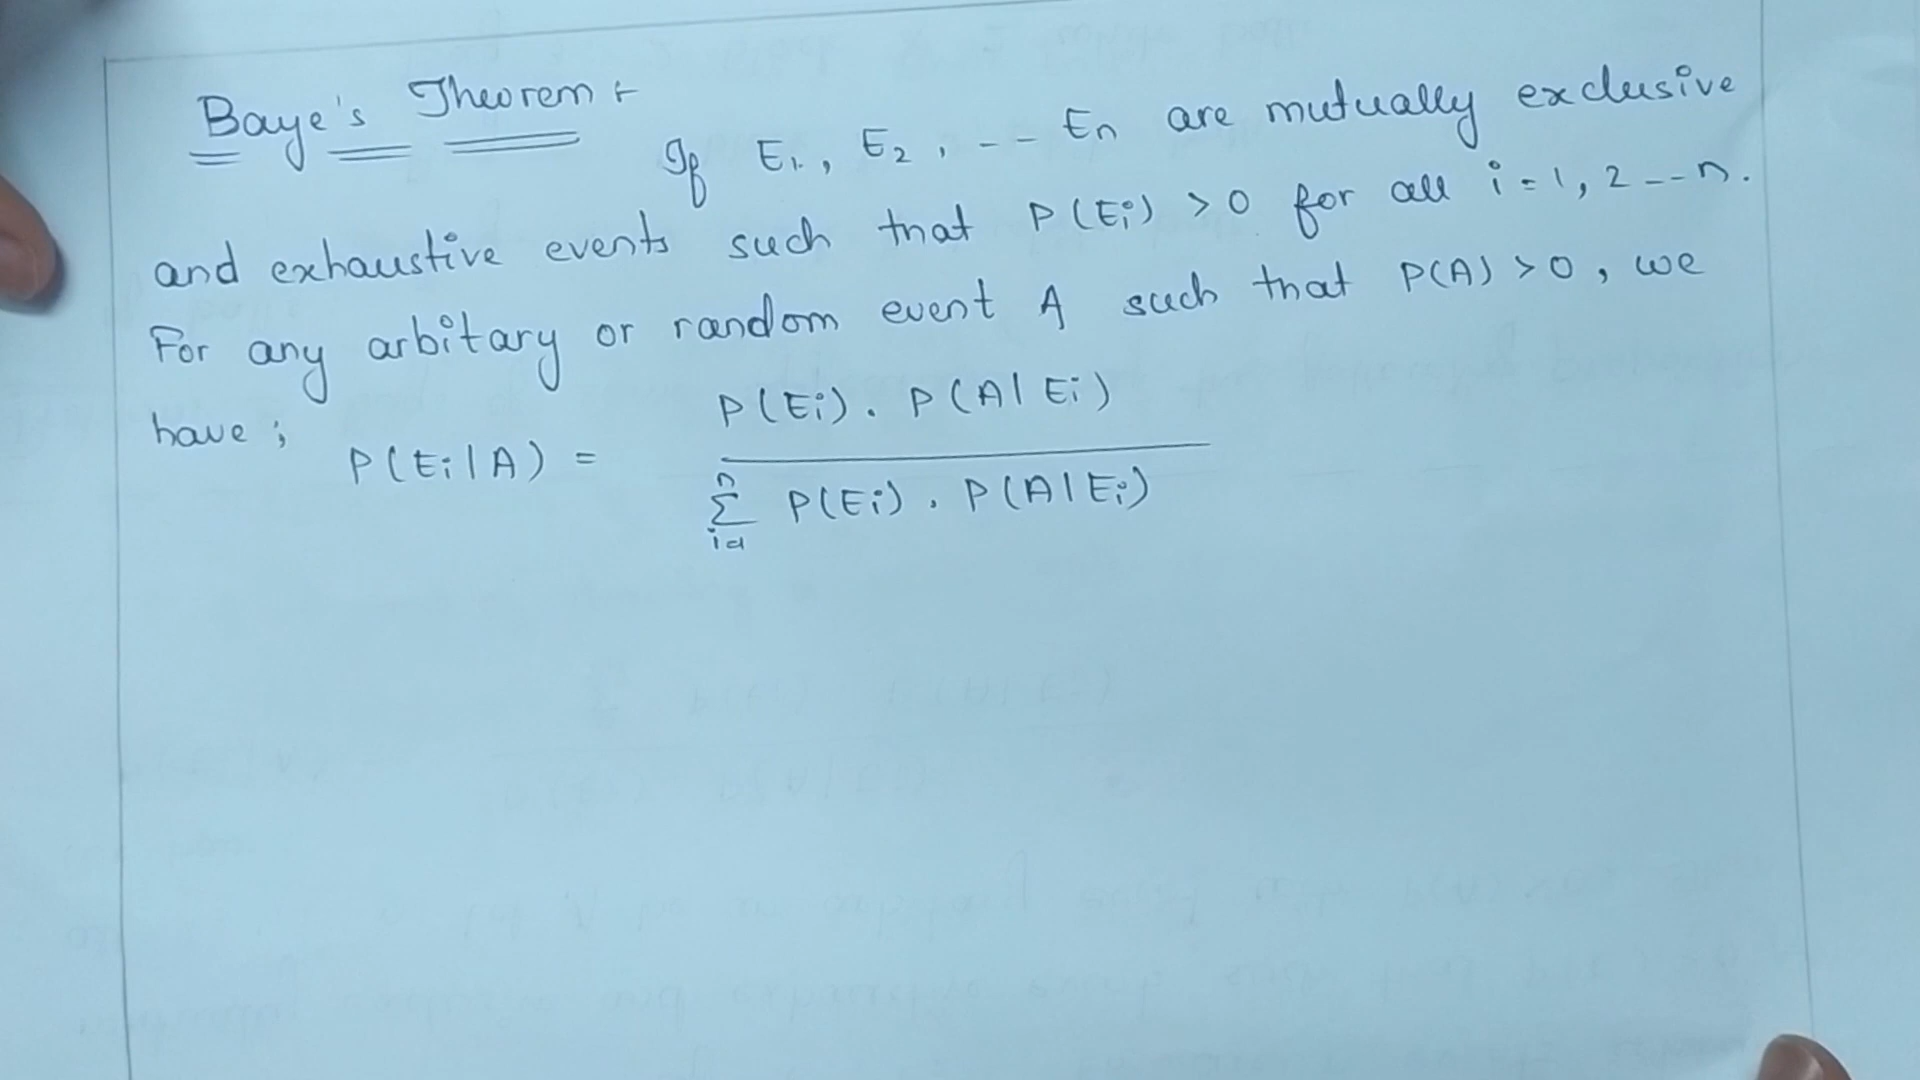 Baye's Theorem :-
If E1, E2, -- En are mutually exclusive
and exhaustive events such that P(Ei) > 0 for all i = 1, 2 -- n.
For any arbitary or random event A such that P(A) > 0, we
have ;
P(Ei | A) = P(Ei) . P(A | Ei)
n
Σ P(Ei) . P(A | Ei)
i=1